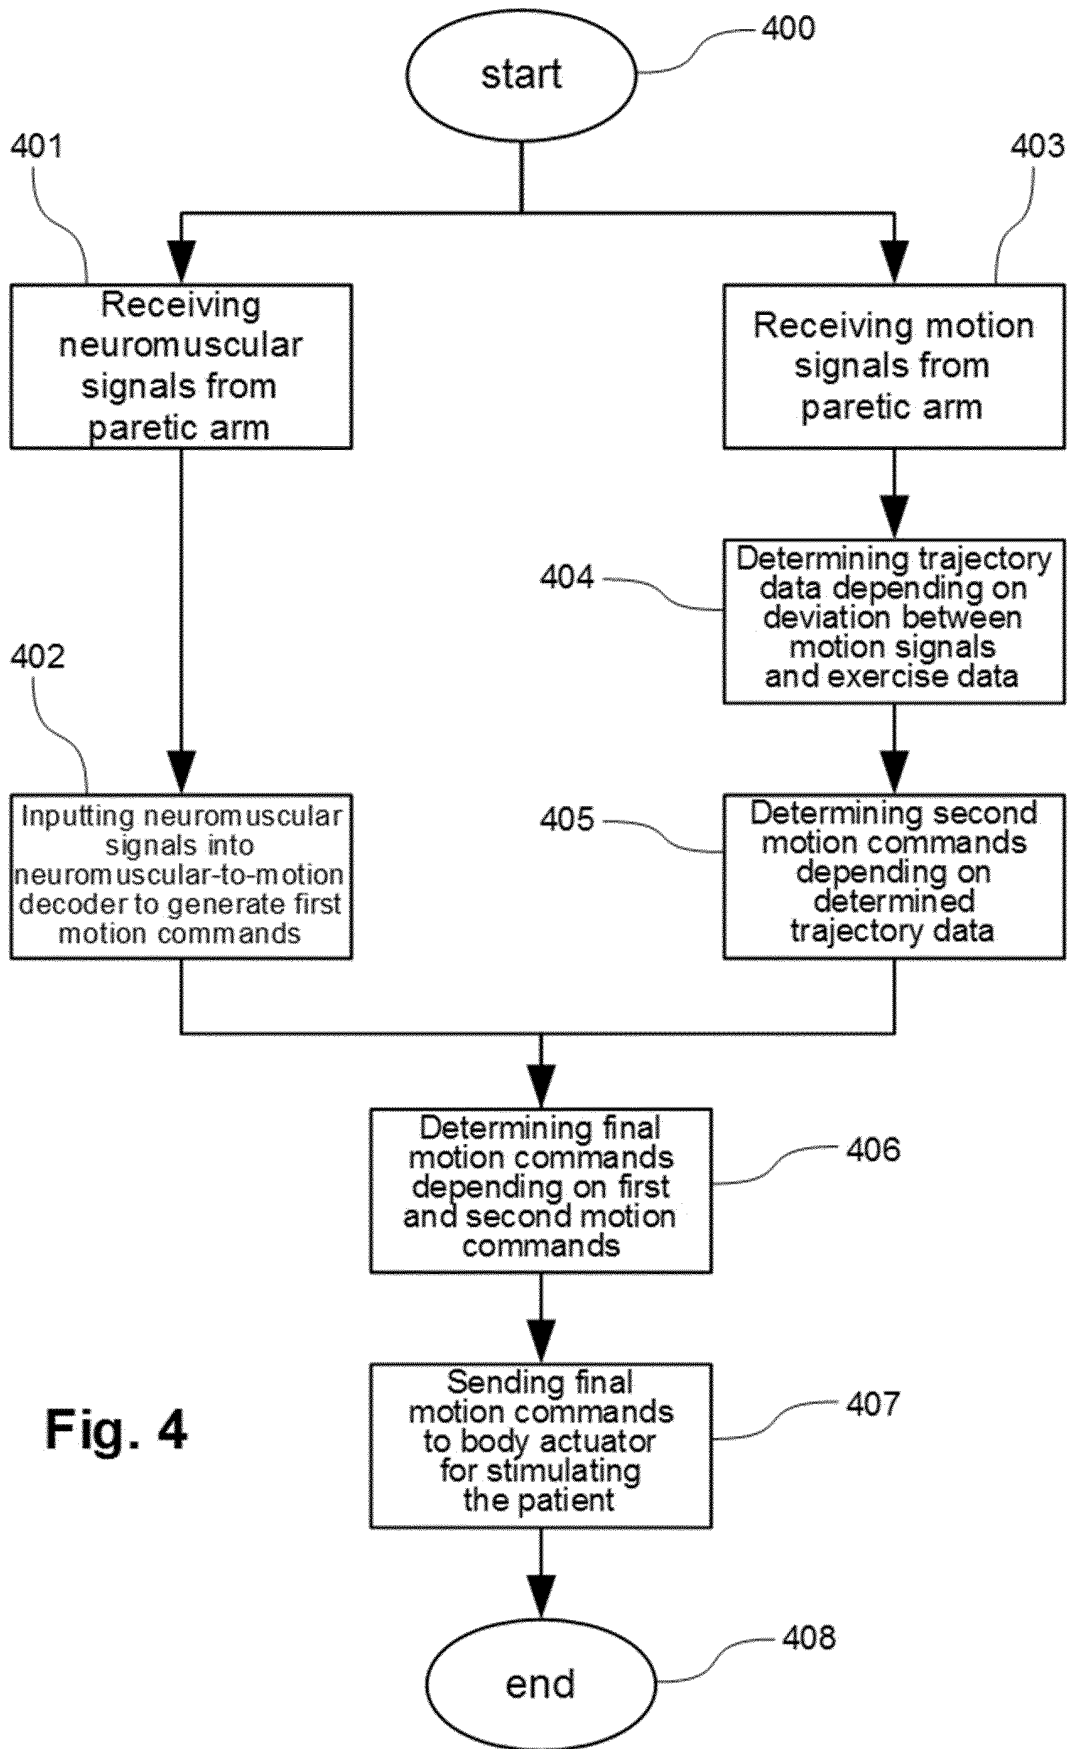 400
start
401
403
Receiving
neuromuscular
signals from
paretic arm
Receiving motion
signals from
paretic arm
404
Determining trajectory
data depending on
deviation between
motion signals
and exercise data
402
Inputting neuromuscular
signals into
neuromuscular-to-motion
decoder to generate first
motion commands
405
Determining second
motion commands
depending on
determined
trajectory data
Determining final
motion commands
depending on first
and second motion
commands
406
Sending final
motion commands
to body actuator
for stimulating
the patient
407
Fig. 4
408
end